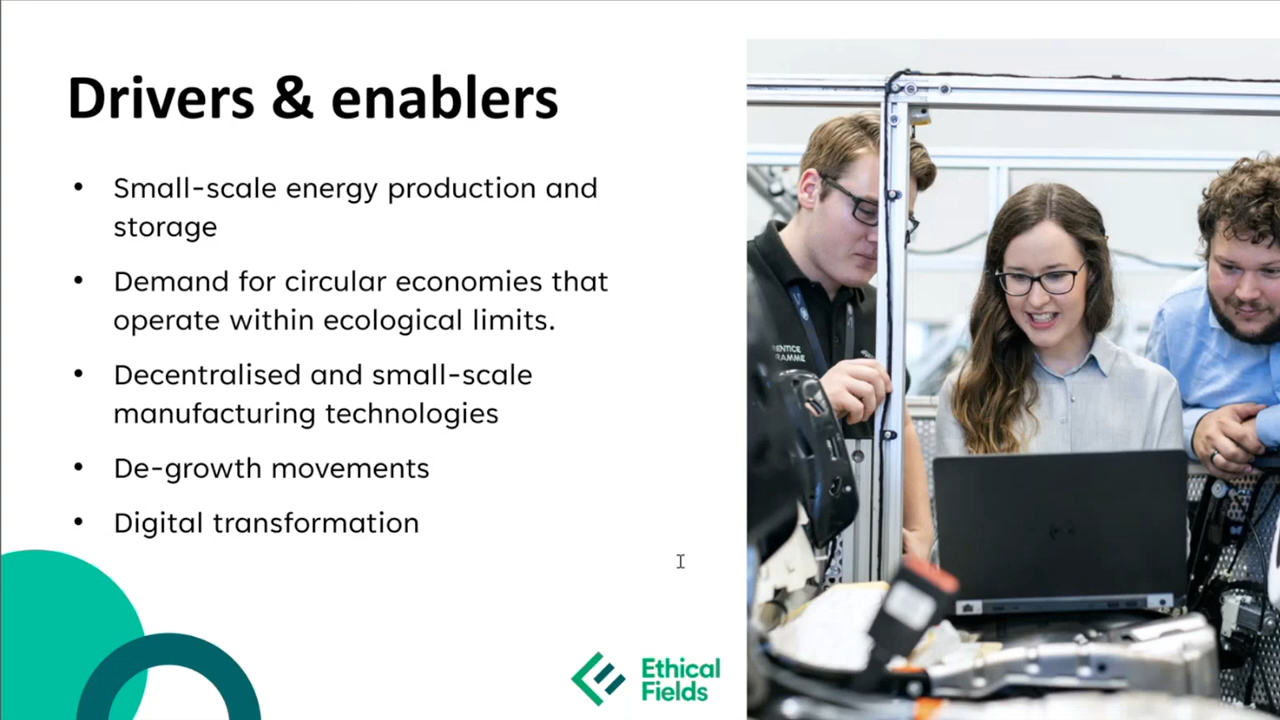 Drivers & enablers
• Small-scale energy production and
storage
• Demand for circular economies that
operate within ecological limits.
• Decentralised and small-scale
manufacturing technologies
• De-growth movements
• Digital transformation
Ethical
Fields